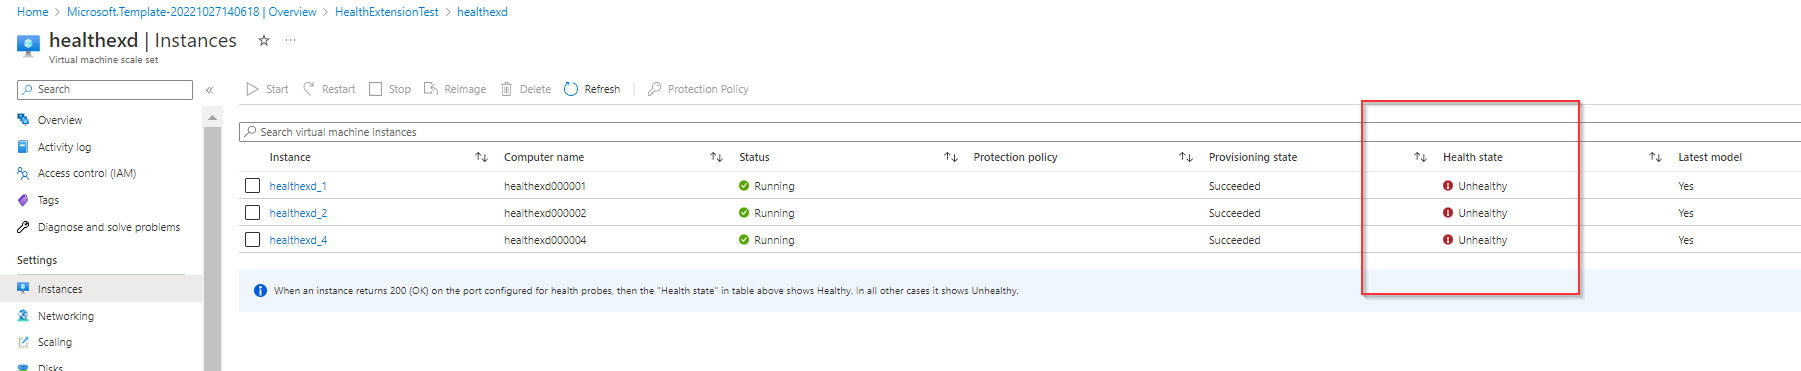 Home > Microsoft.Template-20221027140618 | Overview > HealthExtensionTest > healthexd
healthexd | Instances ...
Virtual machine scale set
Search «
Start Restart Stop Reimage Delete Refresh Protection Policy
Overview
Activity log
Access control (IAM)
Tags
Diagnose and solve problems
Settings
Instances
Networking
Scaling
Disks
Search virtual machine instances
Instance Computer name Status Protection policy Provisioning state Health state Latest model
healthexd_1 healthexd000001 Running Succeeded Unhealthy Yes
healthexd_2 healthexd000002 Running Succeeded Unhealthy Yes
healthexd_4 healthexd000004 Running Succeeded Unhealthy Yes
When an instance returns 200 (OK) on the port configured for health probes, then the "Health state" in table above shows Healthy. In all other cases it shows Unhealthy.